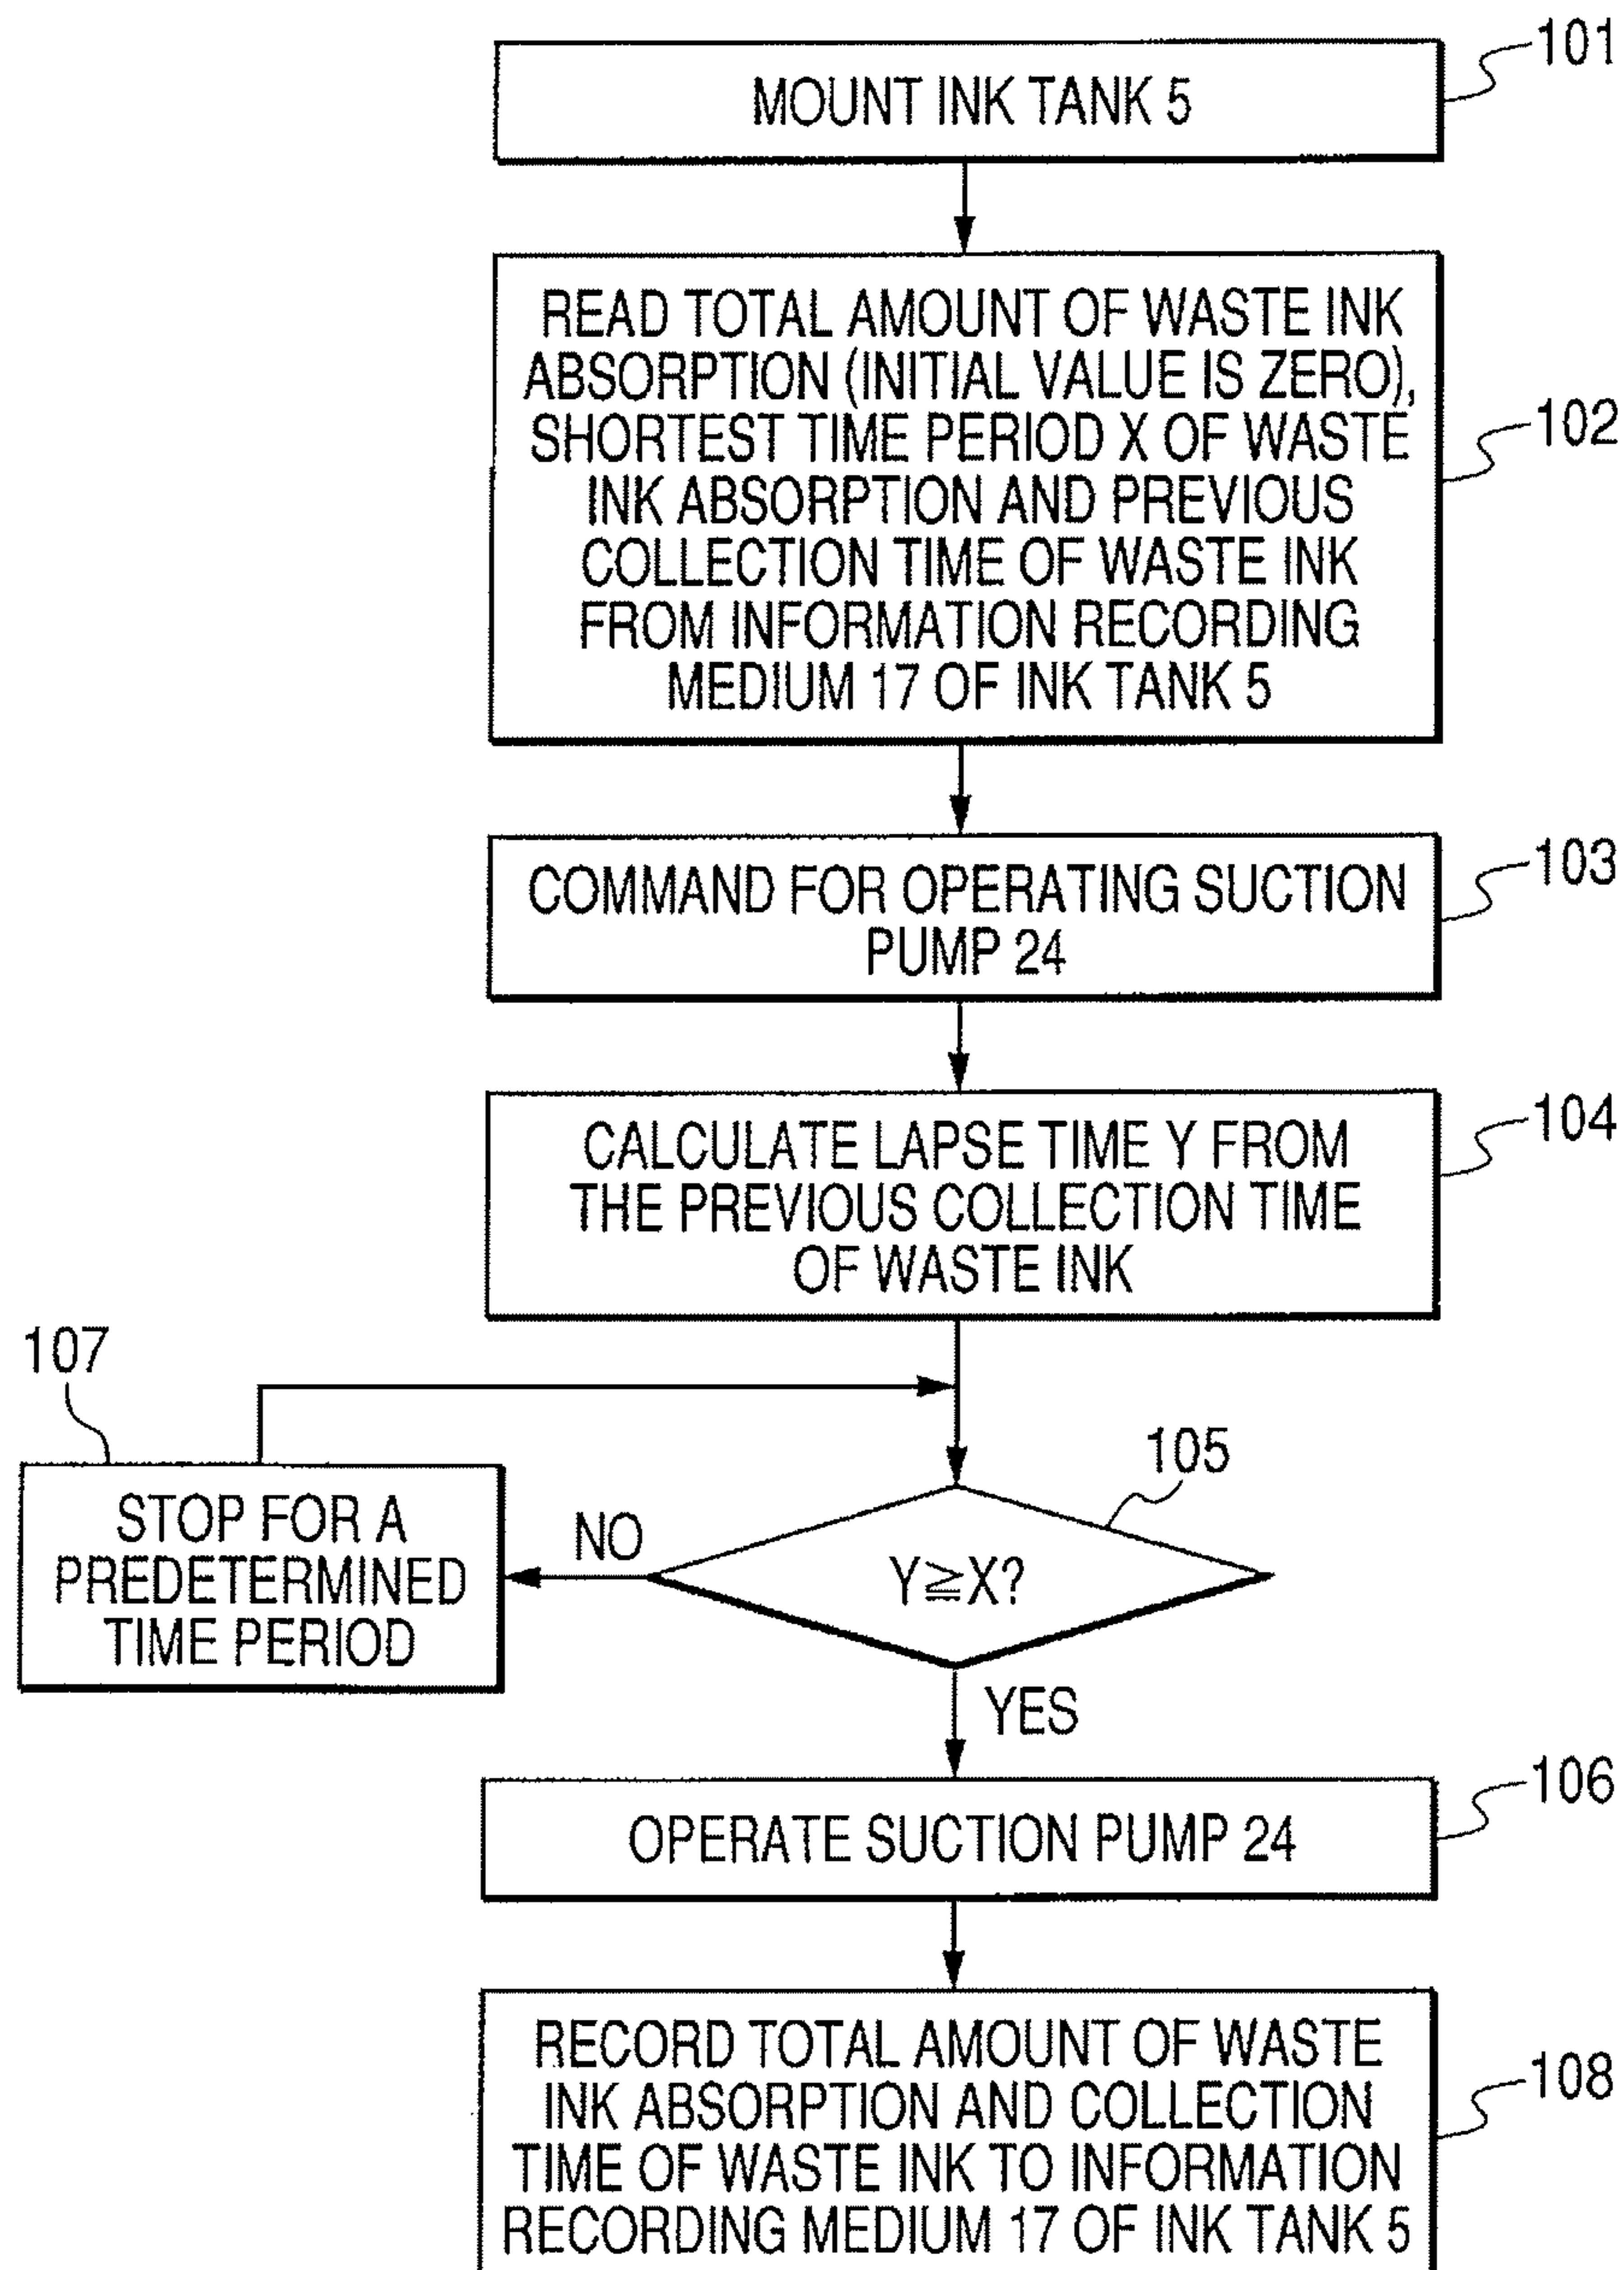 101
MOUNT INK TANK 5
READ TOTAL AMOUNT OF WASTE INK
ABSORPTION (INITIAL VALUE IS ZERO),
SHORTEST TIME PERIOD X OF WASTE
INK ABSORPTION AND PREVIOUS
COLLECTION TIME OF WASTE INK
FROM INFORMATION RECORDING
MEDIUM 17 OF INK TANK 5
102
COMMAND FOR OPERATING SUCTION
PUMP 24
103
CALCULATE LAPSE TIME Y FROM
THE PREVIOUS COLLECTION TIME
OF WASTE INK
104
107
STOP FOR A
PREDETERMINED
TIME PERIOD
NO
105
Y≧X?
YES
OPERATE SUCTION PUMP 24
106
RECORD TOTAL AMOUNT OF WASTE
INK ABSORPTION AND COLLECTION
TIME OF WASTE INK TO INFORMATION
RECORDING MEDIUM 17 OF INK TANK 5
108